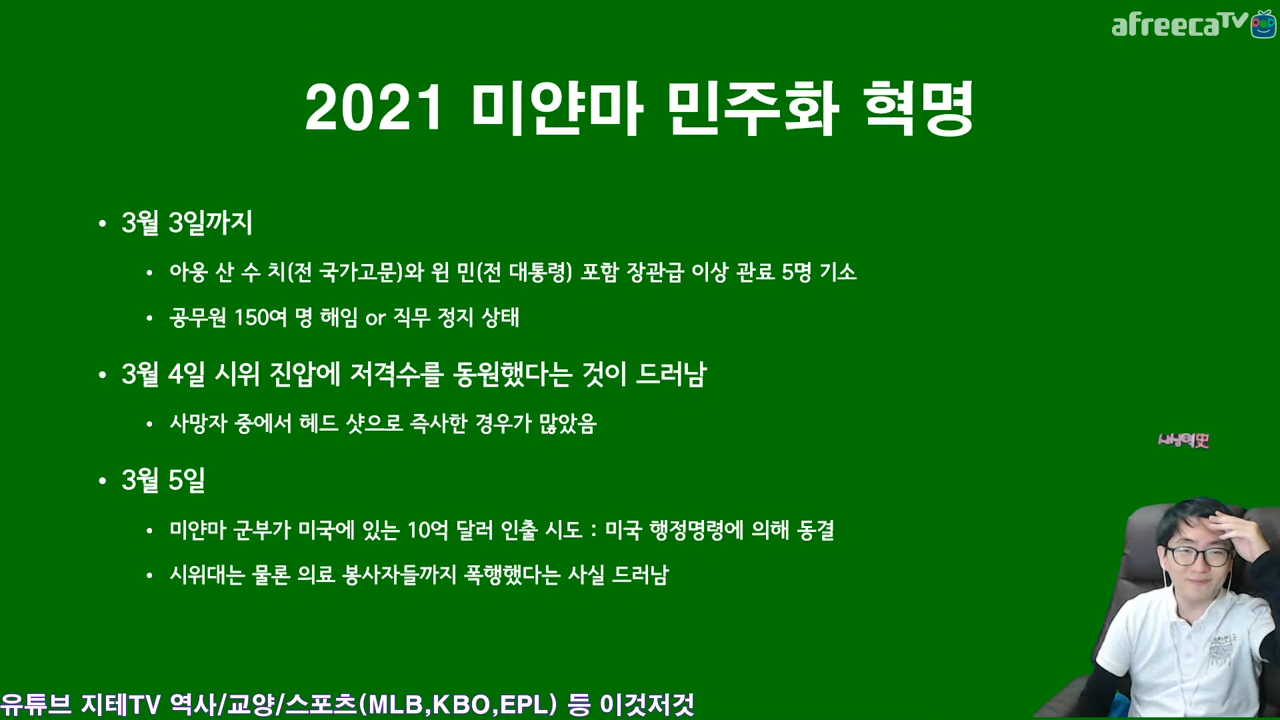 afreecaTV
2021 미얀마 민주화 혁명
• 3월 3일까지
• 아웅 산 수 치(전 국가고문)와 윈 민(전 대통령) 포함 장관급 이상 관료 5명 기소
• 공무원 150여 명 해임 or 직무 정지 상태
• 3월 4일 시위 진압에 저격수를 동원했다는 것이 드러남
• 사망자 중에서 헤드 샷으로 즉사한 경우가 많았음
• 3월 5일
• 미얀마 군부가 미국에 있는 10억 달러 인출 시도 : 미국 행정명령에 의해 동결
• 시위대는 물론 의료 봉사자들까지 폭행했다는 사실 드러남
유튜브 지테TV 역사/교양/스포츠(MLB,KBO,EPL) 등 이것저것